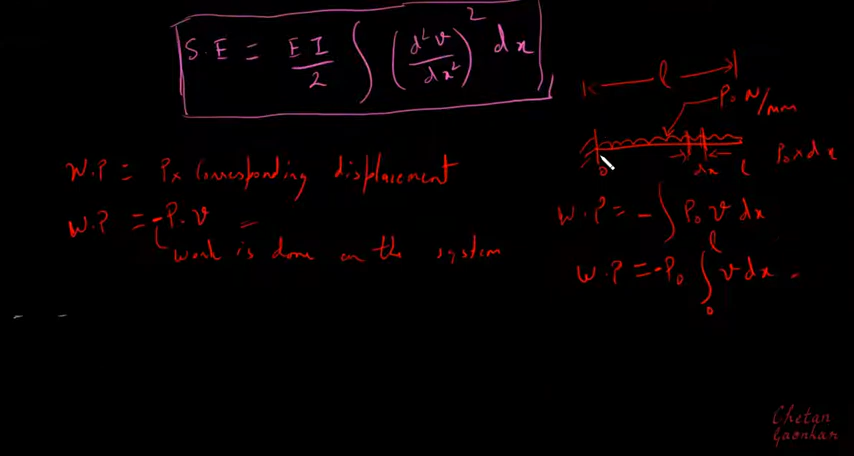 S.E = EI/2 ∫ (d²v/dx²)² dx
l
P₀ N/mm
0
dx
l
P₀ x dx
W.P = P x Corresponding displacement
W.P = -P.v
Work is done on the system
W.P = - ∫ P₀ v dx
W.P = -P₀ ∫₀ˡ v dx
Chetan
Gaonkar